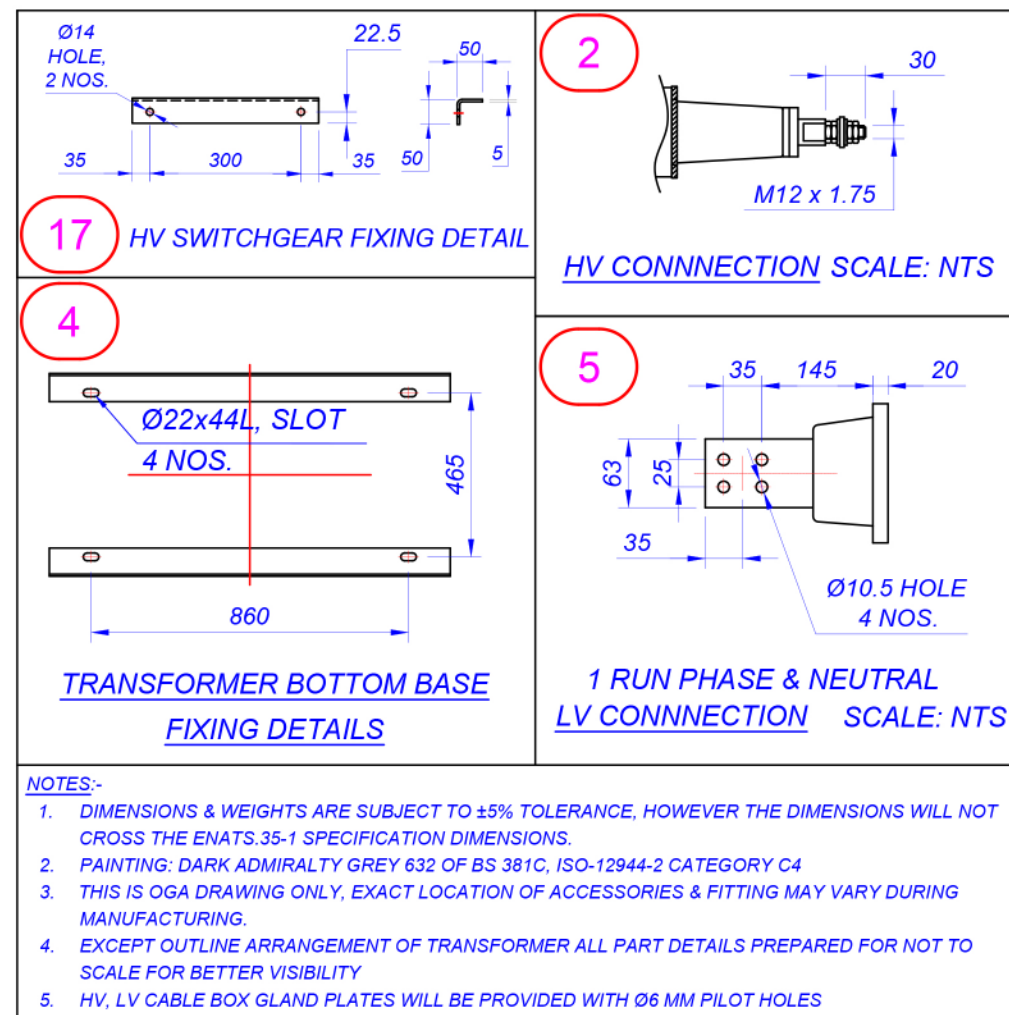 Ø14
HOLE,
2 NOS.
22.5
50
35
300
35
50
5
17
HV SWITCHGEAR FIXING DETAIL
2
30
M12 x 1.75
HV CONNNECTION SCALE: NTS
4
Ø22x44L, SLOT
4 NOS.
465
860
TRANSFORMER BOTTOM BASE
FIXING DETAILS
5
35
145
20
63
25
35
Ø10.5 HOLE
4 NOS.
1 RUN PHASE & NEUTRAL
LV CONNNECTION SCALE: NTS
NOTES:-
1. DIMENSIONS & WEIGHTS ARE SUBJECT TO ±5% TOLERANCE, HOWEVER THE DIMENSIONS WILL NOT
CROSS THE ENATS.35-1 SPECIFICATION DIMENSIONS.
2. PAINTING: DARK ADMIRALTY GREY 632 OF BS 381C, ISO-12944-2 CATEGORY C4
3. THIS IS OGA DRAWING ONLY, EXACT LOCATION OF ACCESSORIES & FITTING MAY VARY DURING
MANUFACTURING.
4. EXCEPT OUTLINE ARRANGEMENT OF TRANSFORMER ALL PART DETAILS PREPARED FOR NOT TO
SCALE FOR BETTER VISIBILITY
5. HV, LV CABLE BOX GLAND PLATES WILL BE PROVIDED WITH Ø6 MM PILOT HOLES